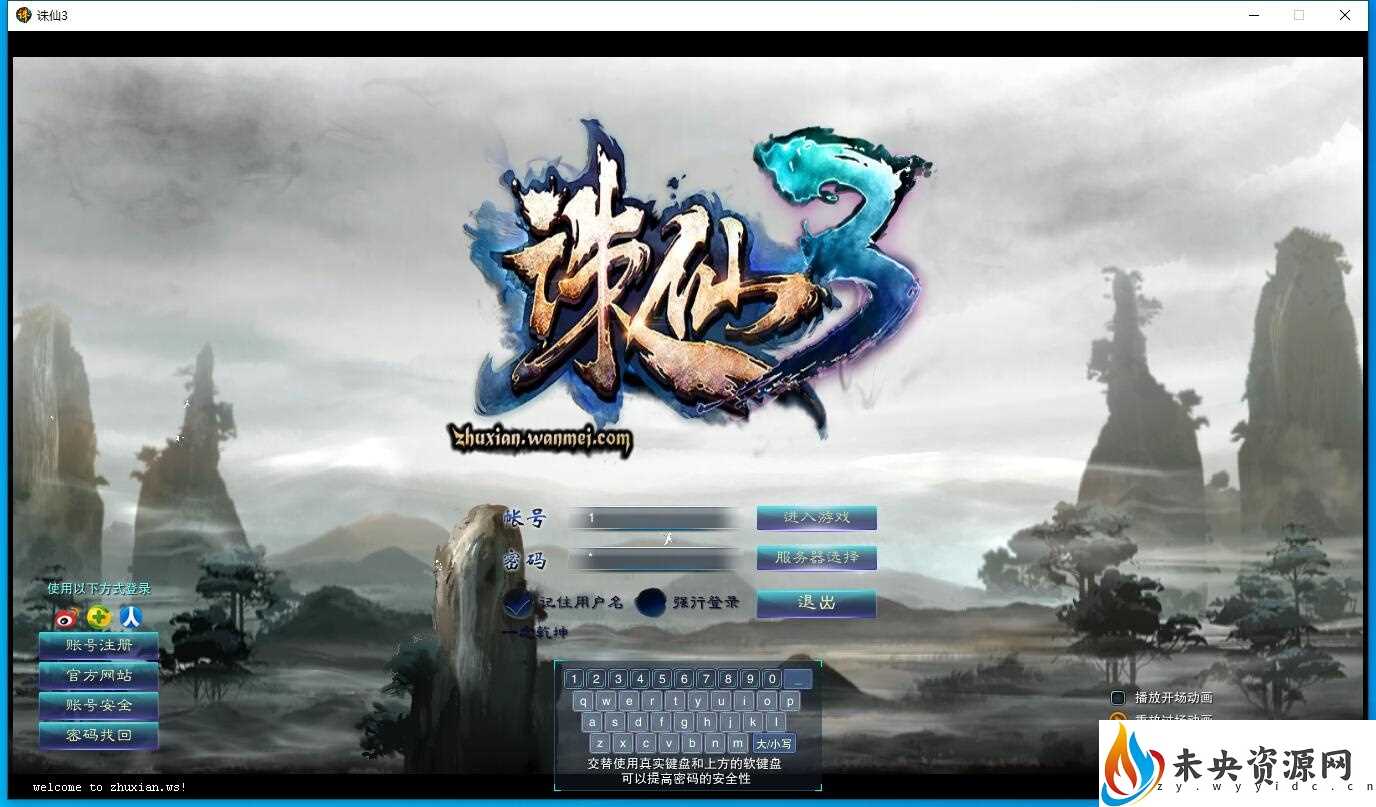 诛仙3
诛仙3
zhuxian.wanmei.com
帐号
1
进入游戏
密码
*
服务器选择
记住用户名
强行登录
退出
乾坤
使用以下方式登录
账号注册
官方网站
账号安全
密码找回
1 2 3 4 5 6 7 8 9 0 _
q w e r t y u i o p
a s d f g h j k l
z x c v b n m 大/小写
交替使用真实键盘和上方的软键盘
可以提高密码的安全性
播放开场动画
welcome to zhuxian.ws!
未央资源网
zy.wyyidc.cn